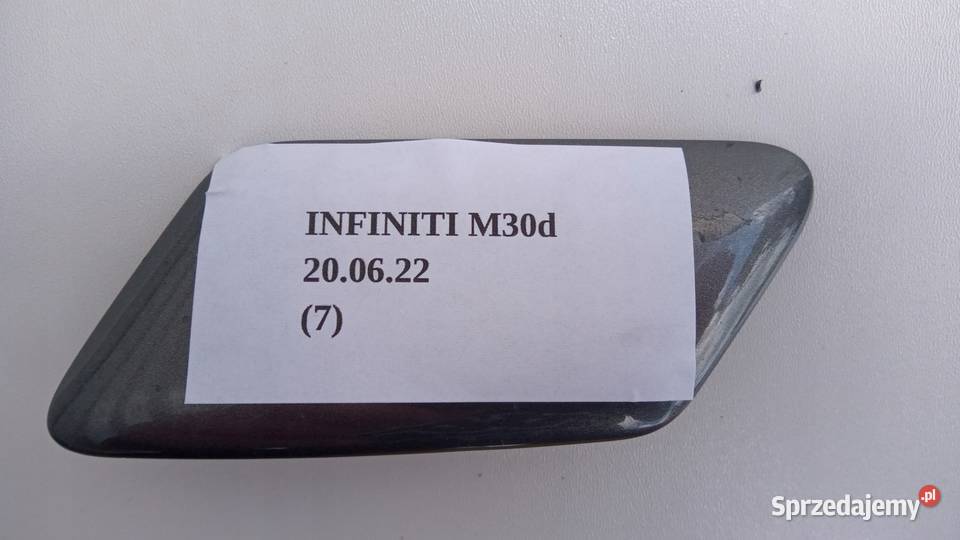 INFINITI M30d
20.06.22
(7)
Sprzedajemy.pl